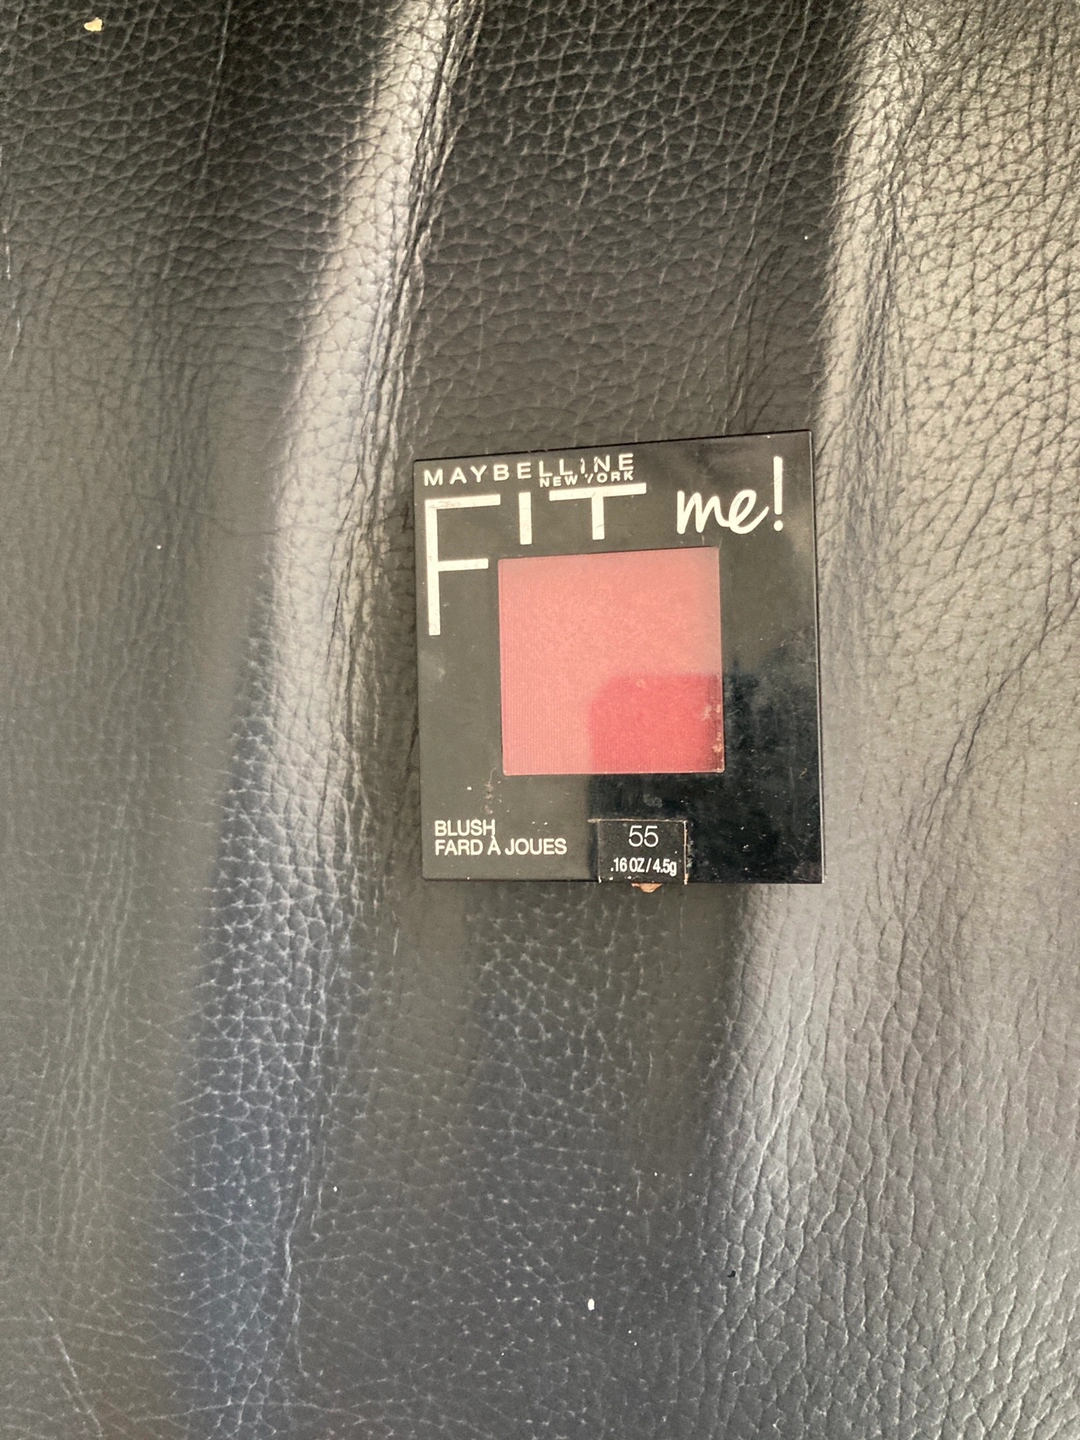 MAYBELLINE
NEW YORK
FIT me!
BLUSH
FARD À JOUES
55
.16 OZ / 4.5g